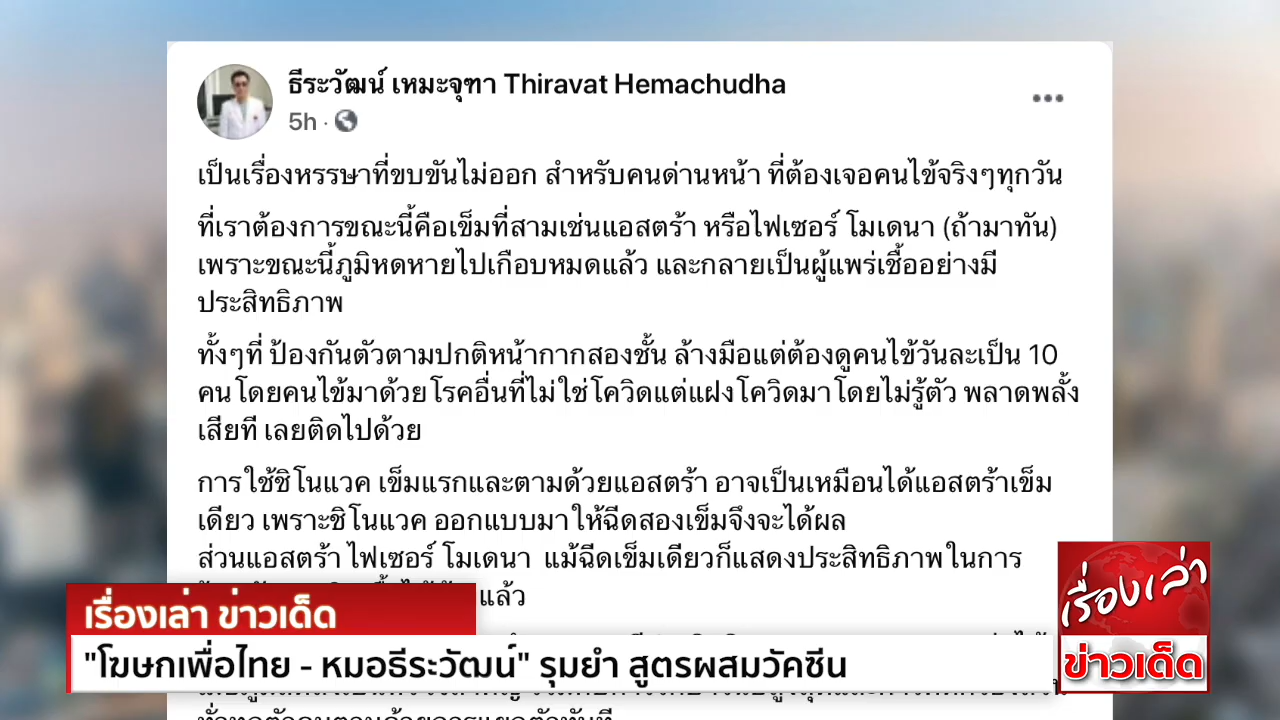 ธีระวัฒน์ เหมะจุฑา Thiravat Hemachudha
5h ·
เป็นเรื่องหรรษาที่ขบขันไม่ออก สำหรับคนด่านหน้า ที่ต้องเจอคนไข้จริงๆทุกวัน
ที่เราต้องการขณะนี้คือเข็มที่สามเช่นแอสตร้า หรือไฟเซอร์ โมเดนา (ถ้ามาทัน)
เพราะขณะนี้ภูมิหดหายไปเกือบหมดแล้ว และกลายเป็นผู้แพร่เชื้ออย่างมี
ประสิทธิภาพ
ทั้งๆที่ ป้องกันตัวตามปกติหน้ากากสองชั้น ล้างมือแต่ต้องดูคนไข้วันละเป็น 10
คนโดยคนไข้มาด้วยโรคอื่นที่ไม่ใช่โควิดแต่แฝงโควิดมาโดยไม่รู้ตัว พลาดพลั้ง
เสียที เลยติดไปด้วย
การใช้ซิโนแวค เข็มแรกและตามด้วยแอสตร้า อาจเป็นเหมือนได้แอสตร้าเข็ม
เดียว เพราะซิโนแวค ออกแบบมาให้ฉีดสองเข็มจึงจะได้ผล
ส่วนแอสตร้า ไฟเซอร์ โมเดนา แม้ฉีดเข็มเดียวก็แสดงประสิทธิภาพในการ
แล้ว
เรื่องเล่า ข่าวเด็ด
"โฆษกเพื่อไทย - หมอธีระวัฒน์" รุมยำ สูตรผสมวัคซีน
เรื่องเล่า
ข่าวเด็ด